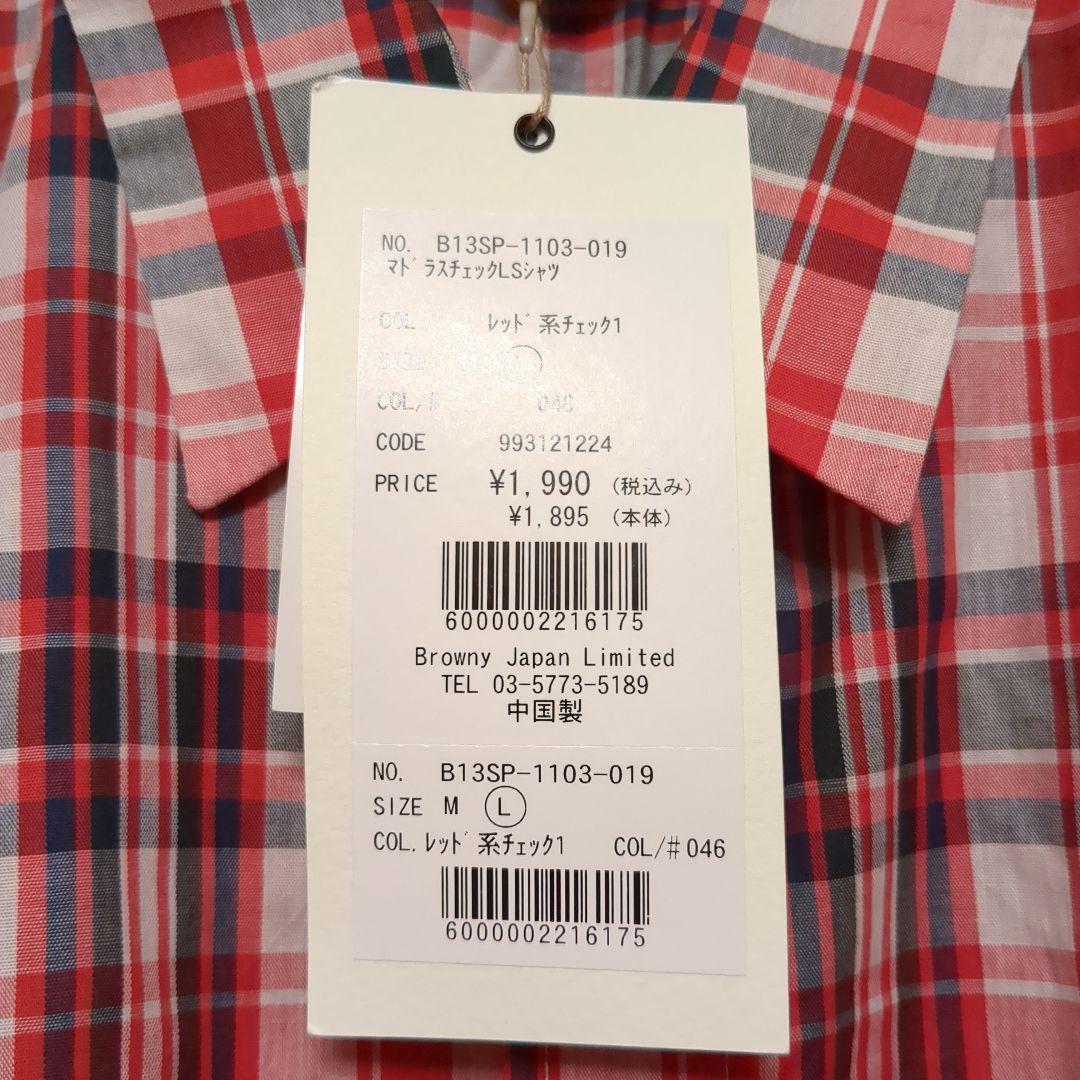 NO. B13SP-1103-019
マドラスチェックLSシャツ
COL. レッド系チェック1
SIZE M L
COL/# 046
CODE 993121224
PRICE ¥1,990 (税込み)
¥1,895 (本体)
6000002216175
Browny Japan Limited
TEL 03-5773-5189
中国製
NO. B13SP-1103-019
SIZE M L
COL.レッド系チェック1 COL/# 046
6000002216175